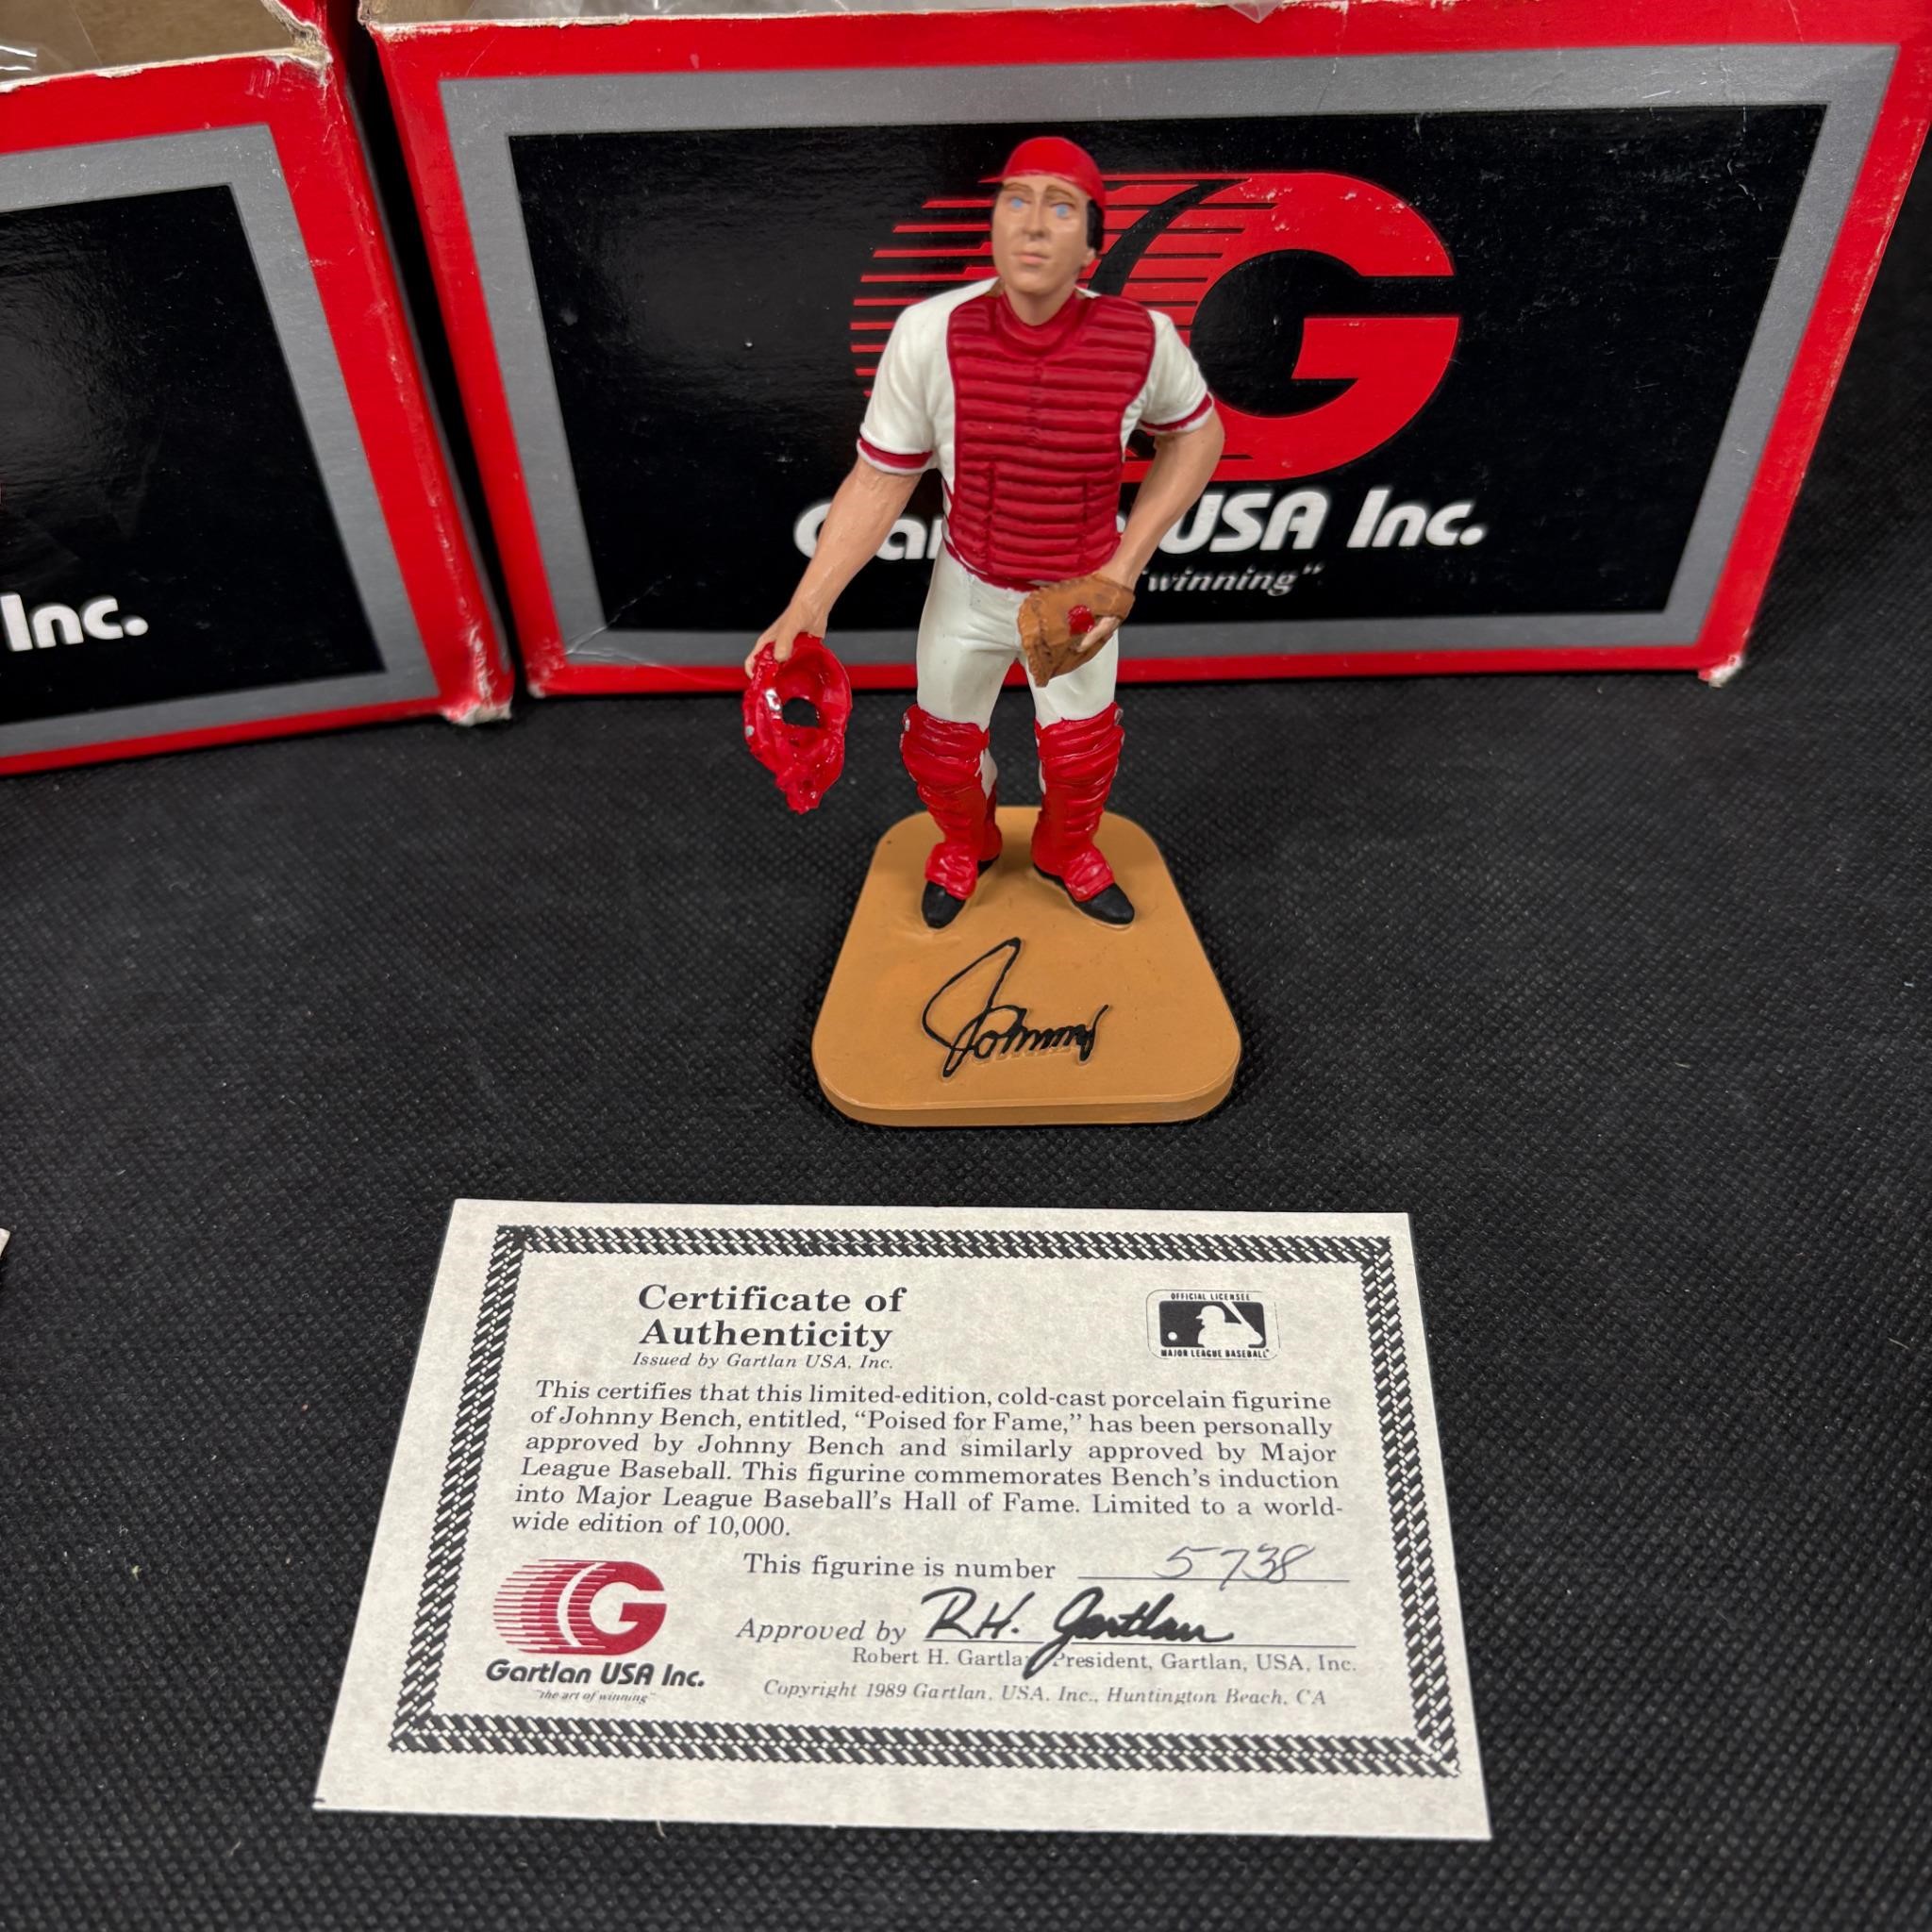 Inc.
USA Inc.
winning"
Johnny
Certificate of
Authenticity
Issued by Gartlan USA, Inc.
OFFICIAL LICENSEE
MAJOR LEAGUE BASEBALL
This certifies that this limited-edition, cold-cast porcelain figurine
of Johnny Bench, entitled, “Poised for Fame,” has been personally
approved by Johnny Bench and similarly approved by Major
League Baseball. This figurine commemorates Bench’s induction
into Major League Baseball’s Hall of Fame. Limited to a world-
wide edition of 10,000.
This figurine is number 5738
Approved by R.H. Gartlan
Robert H. Gartla President, Gartlan, USA, Inc.
Copyright 1989 Gartlan, USA, Inc., Huntington Beach, CA
G
Gartlan USA Inc.
"the art of winning"